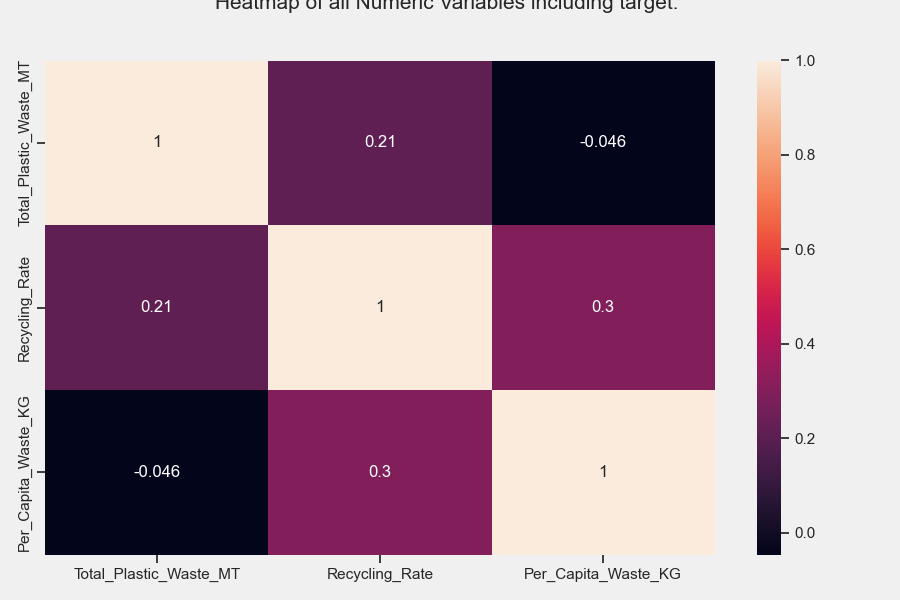 Heatmap of all Numeric Variables including target.
Total_Plastic_Waste_MT
1
0.21
-0.046
1.0
0.8
0.6
0.4
0.2
0.0
Recycling_Rate
0.21
1
0.3
Per_Capita_Waste_KG
-0.046
0.3
1
Total_Plastic_Waste_MT
Recycling_Rate
Per_Capita_Waste_KG